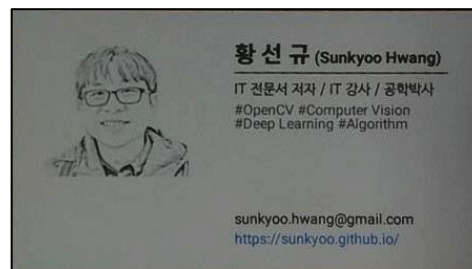 황 선 규 (Sunkyoo Hwang)
IT 전문서 저자 / IT 강사 / 공학박사
#OpenCV #Computer Vision
#Deep Learning #Algorithm
sunkyoo.hwang@gmail.com
https://sunkyoo.github.io/